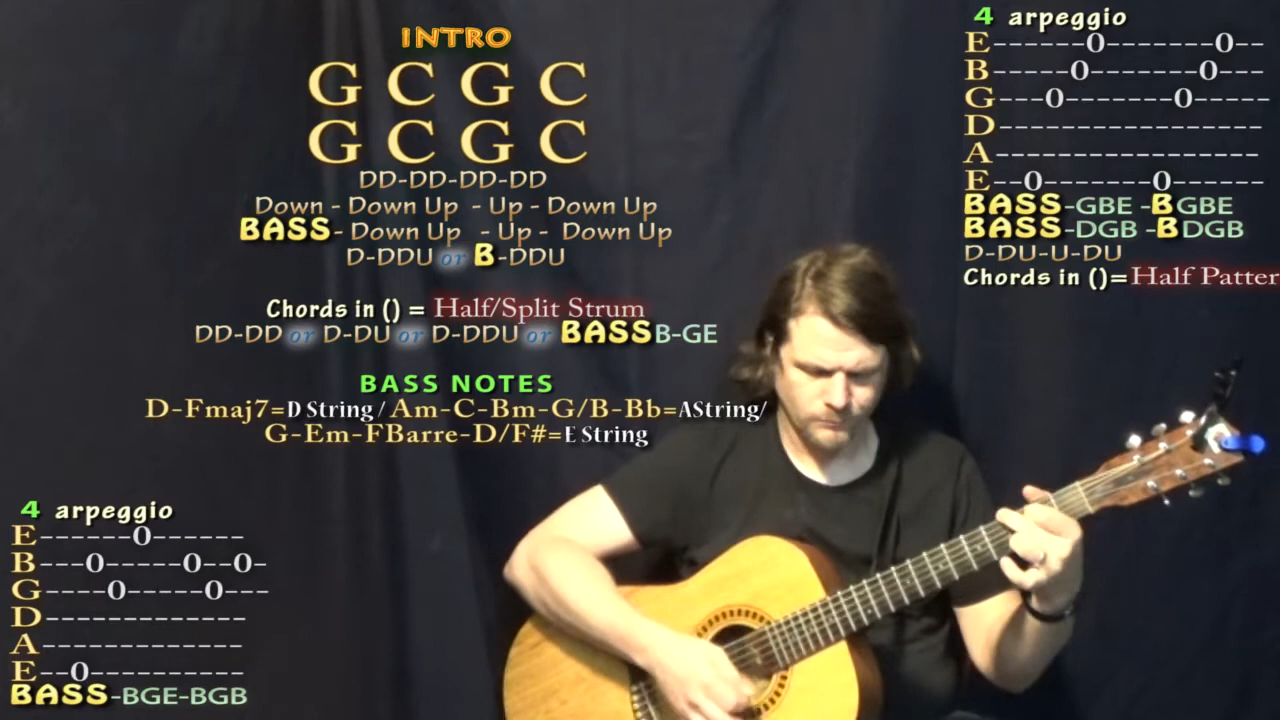 INTRO
G C G C
G C G C
DD-DD-DD-DD
Down - Down Up - Up - Down Up
BASS- Down Up - Up - Down Up
D-DDU or B-DDU
Chords in () = Half/Split Strum
DD-DD or D-DU or D-DDU or BASSB-GE
BASS NOTES
D-Fmaj7=D String / Am-C-Bm-G/B-Bb=AString/
G-Em-FBarre-D/F#=E String
4 arpeggio
E------0-------0--
B-----0-------0---
G---0-------0-----
D-----------------
A-----------------
E--0-------0------
BASS-GBE -BGBE
BASS-DGB -BDGB
D-DU-U-DU
Chords in ()=Half Patter
4 arpeggio
E------0------
B---0-----0--0-
G----0-----0---
D-------------
A-------------
E--0----------
BASS-BGE-BGB